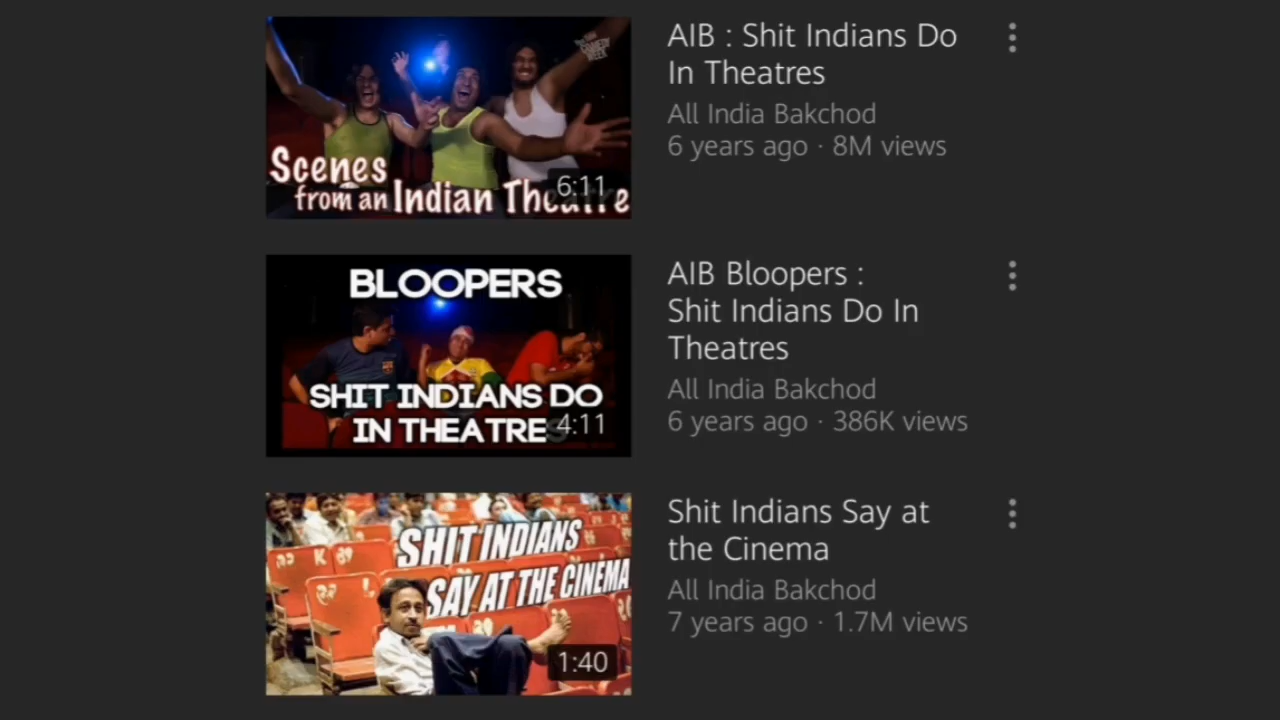 AIB : Shit Indians Do
In Theatres
All India Bakchod
6 years ago · 8M views
COMEDY
WEEK
Scenes
from an Indian Theatre
6:11
BLOOPERS
SHIT INDIANS DO
IN THEATRES
4:11
AIB Bloopers :
Shit Indians Do In
Theatres
All India Bakchod
6 years ago · 386K views
SHIT INDIANS
SAY AT THE CINEMA
1:40
Shit Indians Say at
the Cinema
All India Bakchod
7 years ago · 1.7M views